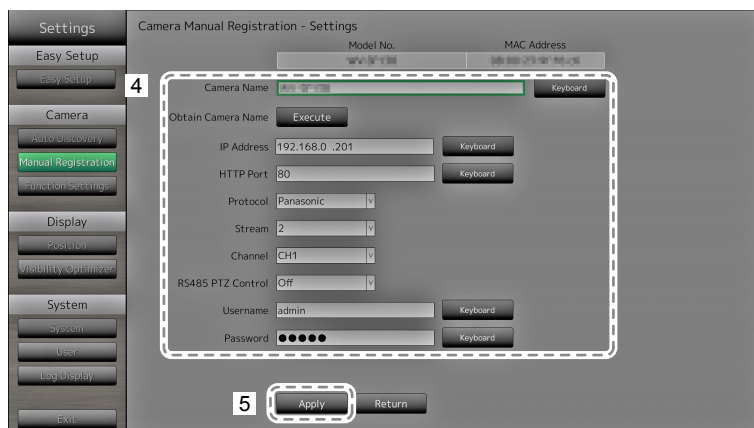 Settings
Camera Manual Registration - Settings
Model No. MAC Address
Easy Setup
Easy Setup
4
Camera Name Keyboard
Camera
Obtain Camera Name Execute
Auto Discovery
IP Address 192.168.0 .201 Keyboard
Manual Registration
HTTP Port 80 Keyboard
Function Settings
Protocol Panasonic
Display
Stream 2
Position
Channel CH1
Visibility Optimizer
RS485 PTZ Control Off
System
Username admin Keyboard
System
Password ●●●●● Keyboard
User
Log Display
5
Apply Return
Exit